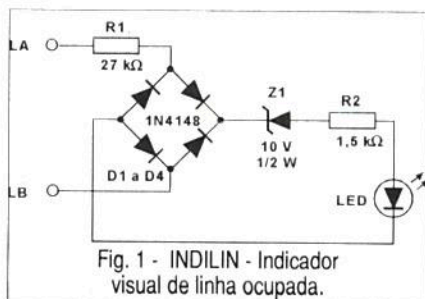 R1
LA
27 kΩ
Z1
R2
1N4148
10 V
1/2 W
1,5 kΩ
D1 a D4
LB
LED
Fig. 1 - INDILIN - Indicador
visual de linha ocupada.